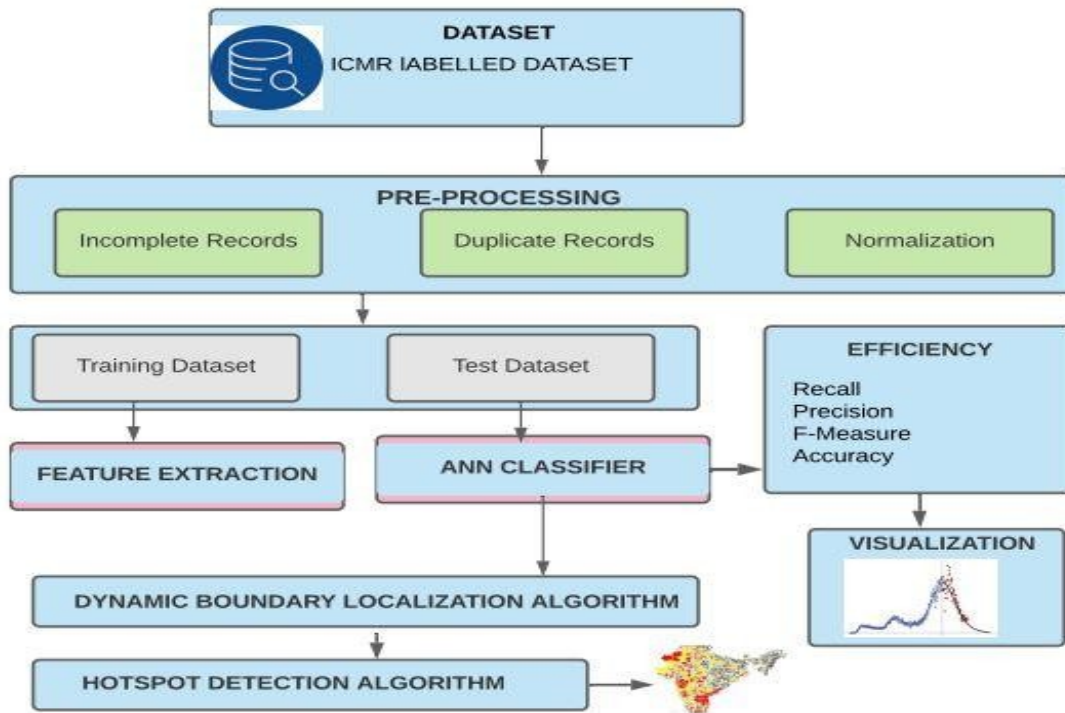 DATASET
ICMR lABELLED DATASET
PRE-PROCESSING
Incomplete Records
Duplicate Records
Normalization
Training Dataset
Test Dataset
EFFICIENCY
Recall
Precision
F-Measure
Accuracy
FEATURE EXTRACTION
ANN CLASSIFIER
VISUALIZATION
DYNAMIC BOUNDARY LOCALIZATION ALGORITHM
HOTSPOT DETECTION ALGORITHM